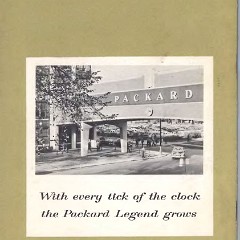 PACKARD
With every tick of the clock
the Packard Legend grows